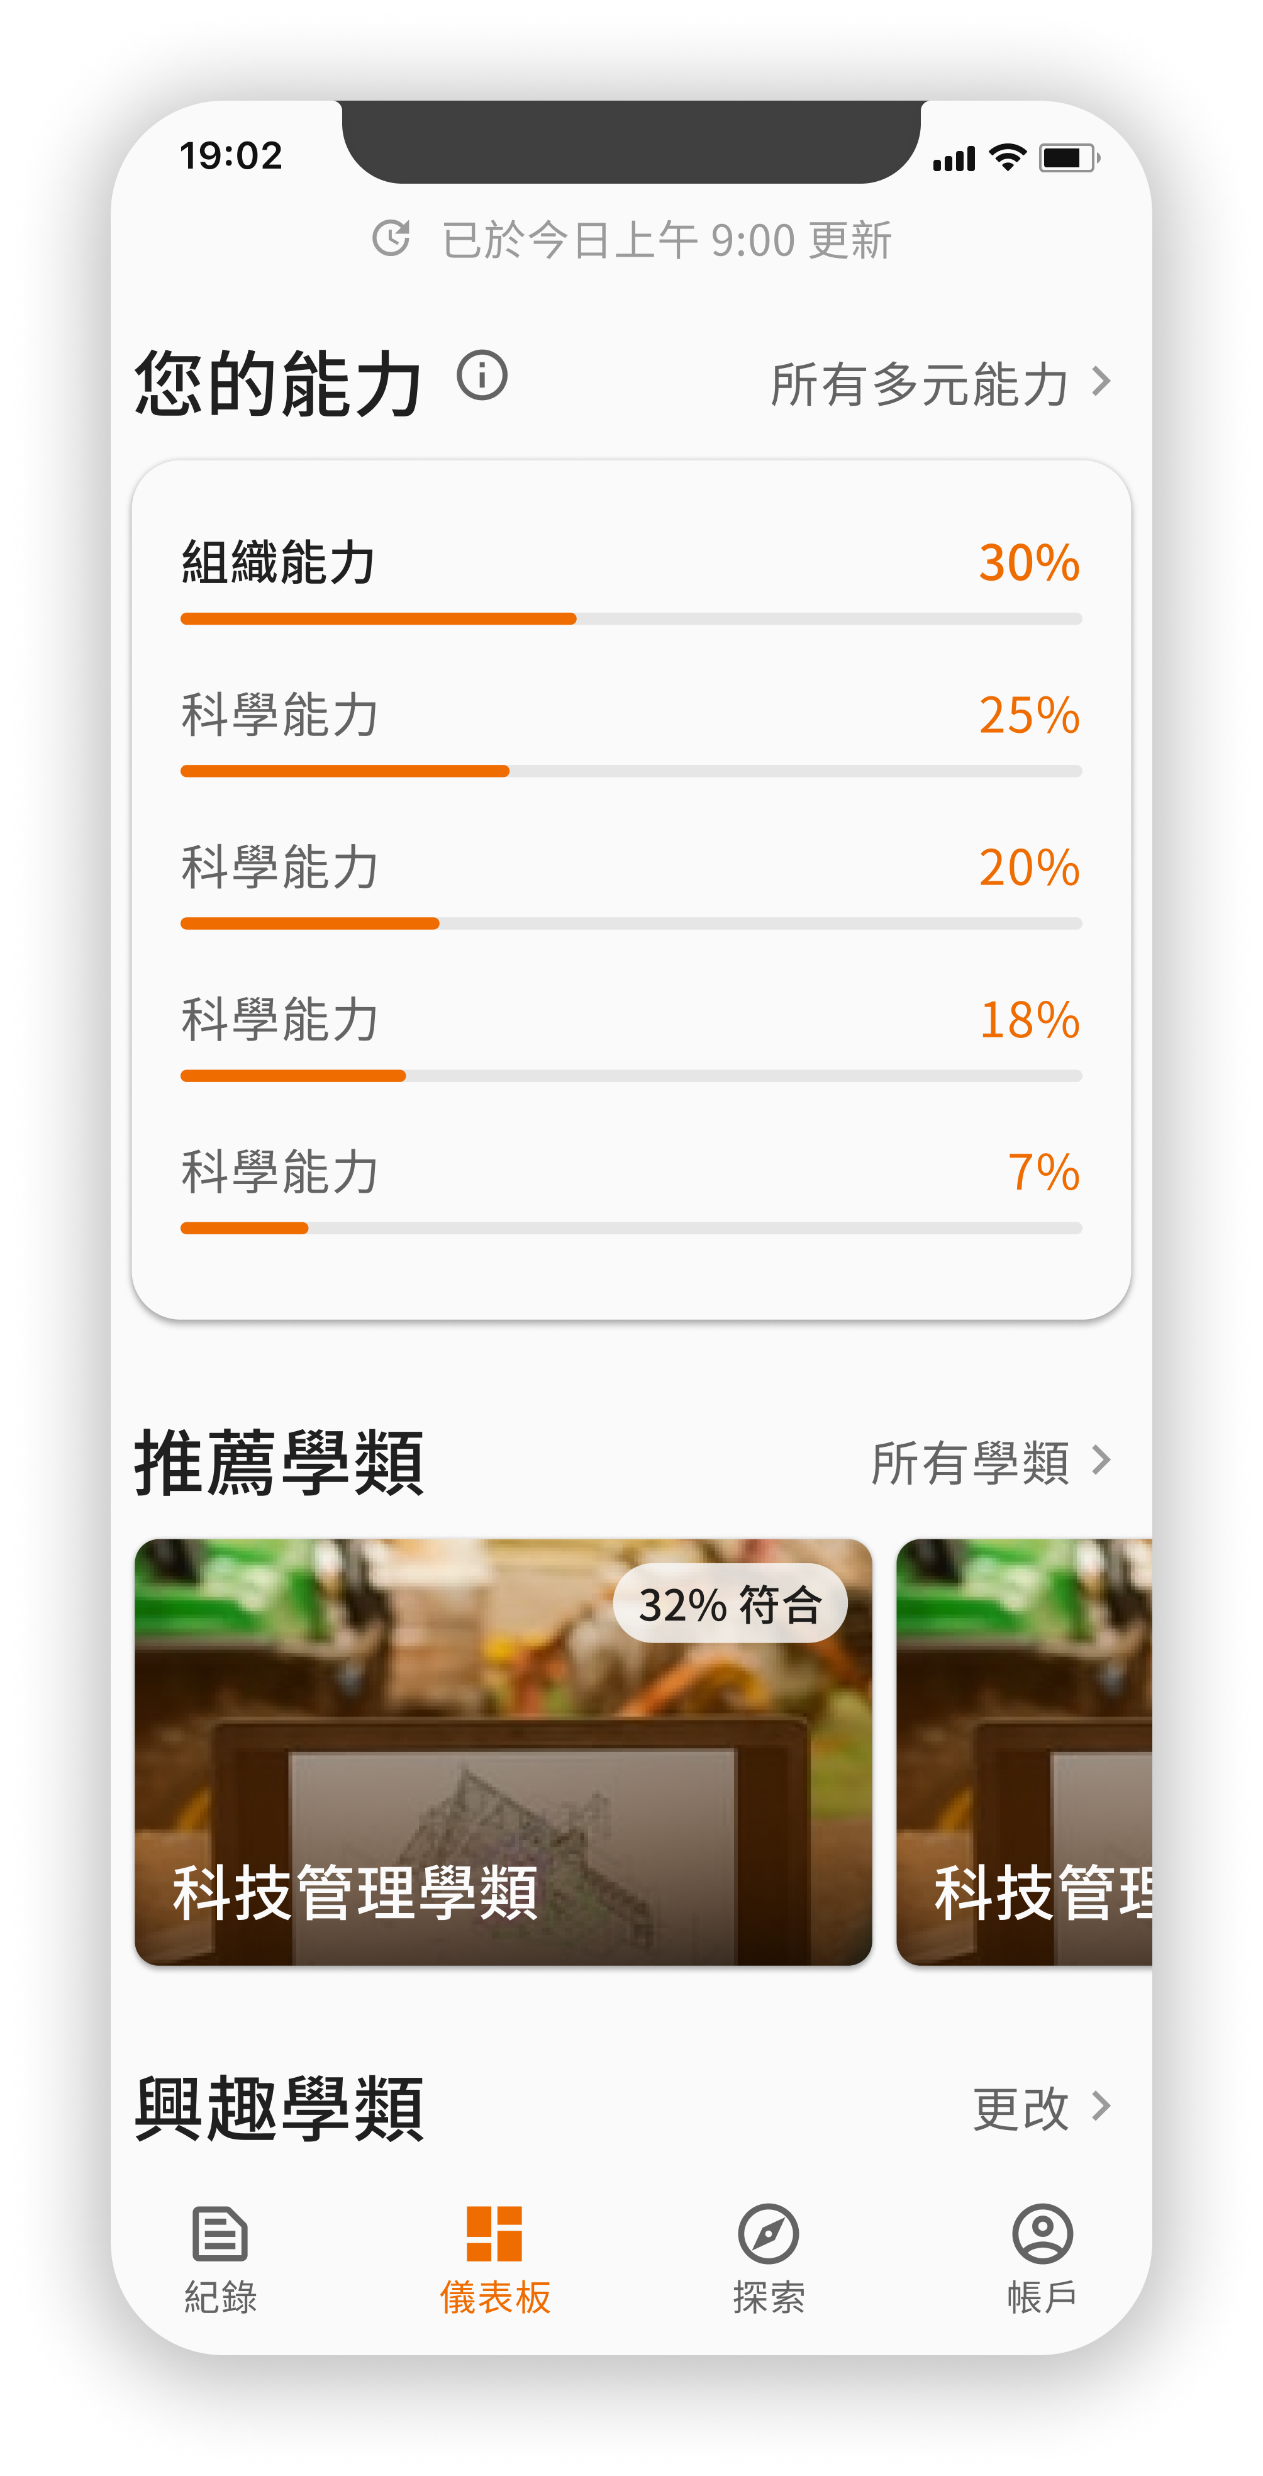 19:02
已於今日上午 9:00 更新
您的能力
所有多元能力
組織能力 30%
科學能力 25%
科學能力 20%
科學能力 18%
科學能力 7%
推薦學類
所有學類
32% 符合
科技管理學類
科技管理
興趣學類
更改
紀錄
儀表板
探索
帳戶